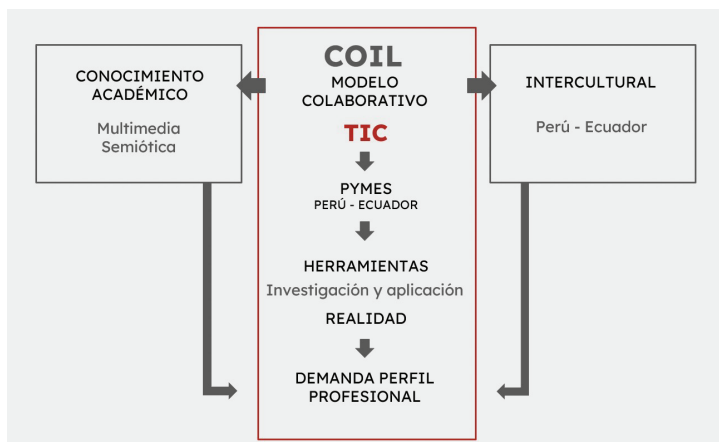 CONOCIMIENTO
ACADÉMICO
Multimedia
Semiótica
COIL
MODELO
COLABORATIVO
TIC
PYMES
PERÚ - ECUADOR
HERRAMIENTAS
Investigación y aplicación
REALIDAD
DEMANDA PERFIL
PROFESIONAL
INTERCULTURAL
Perú - Ecuador